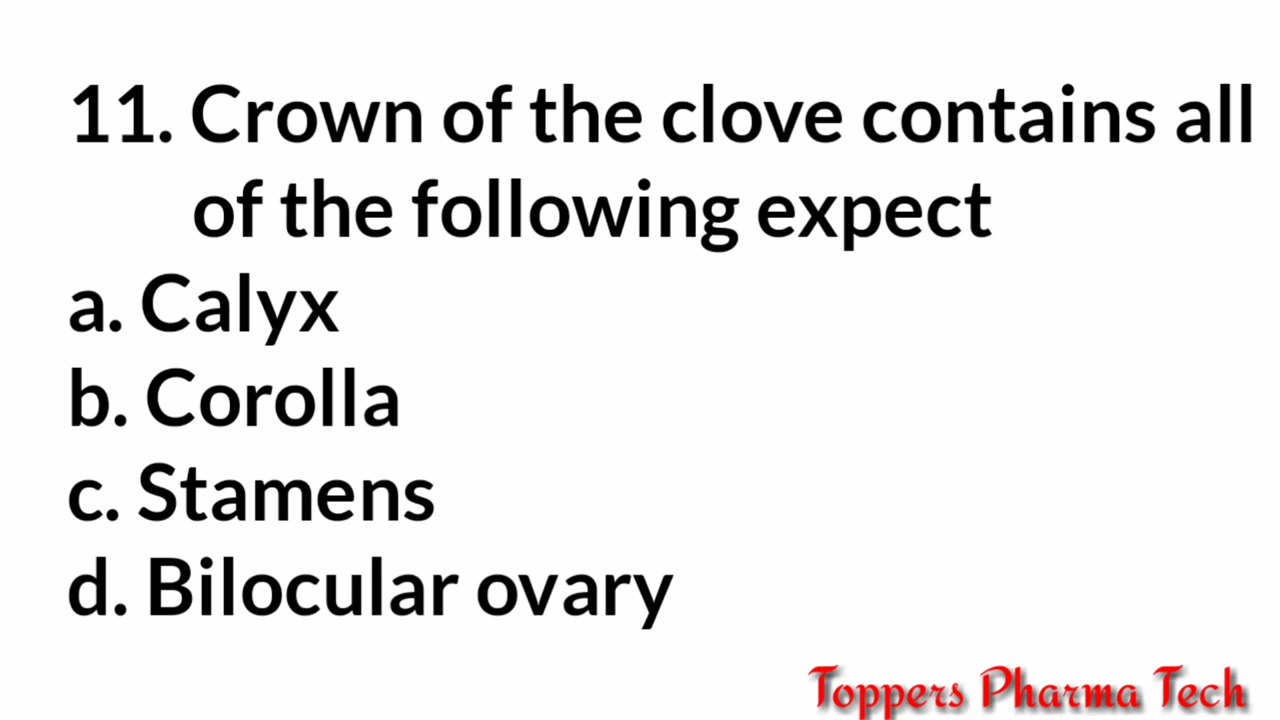 11. Crown of the clove contains all
of the following expect
a. Calyx
b. Corolla
c. Stamens
d. Bilocular ovary
Toppers Pharma Tech